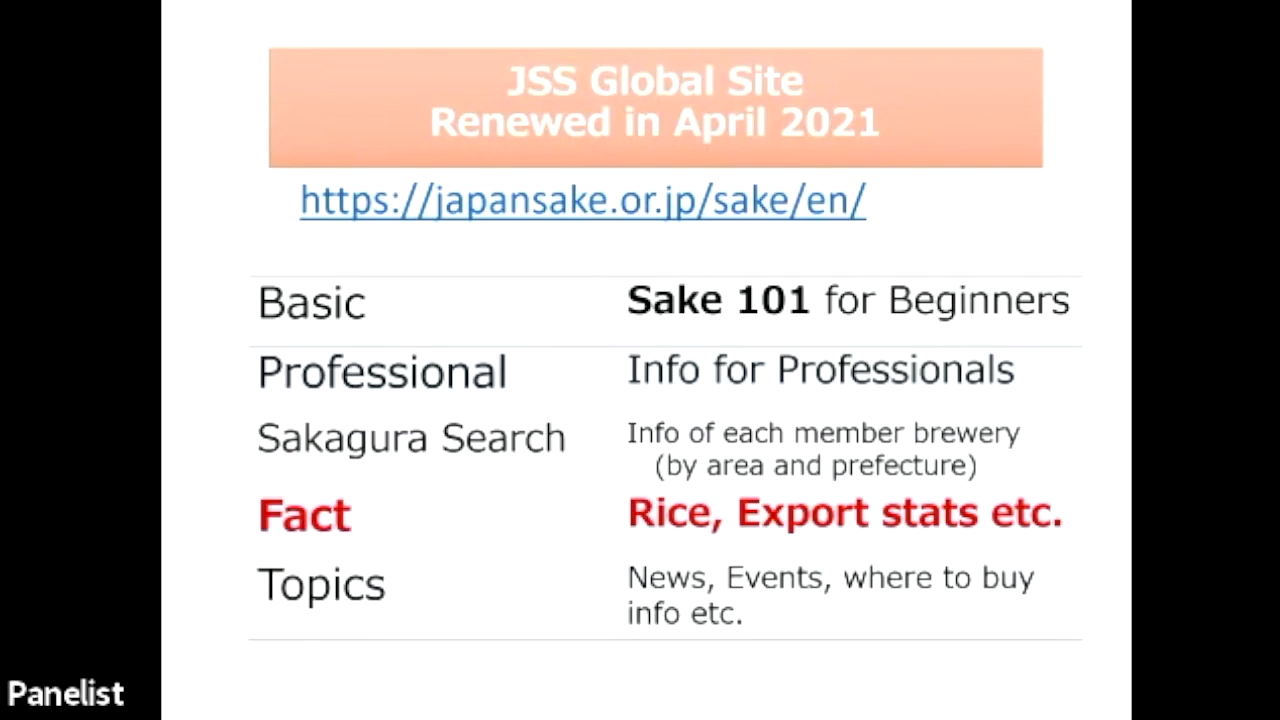 JSS Global Site
Renewed in April 2021
https://japansake.or.jp/sake/en/
Basic
Sake 101 for Beginners
Professional
Info for Professionals
Sakagura Search
Info of each member brewery
(by area and prefecture)
Fact
Rice, Export stats etc.
Topics
News, Events, where to buy
info etc.
Panelist